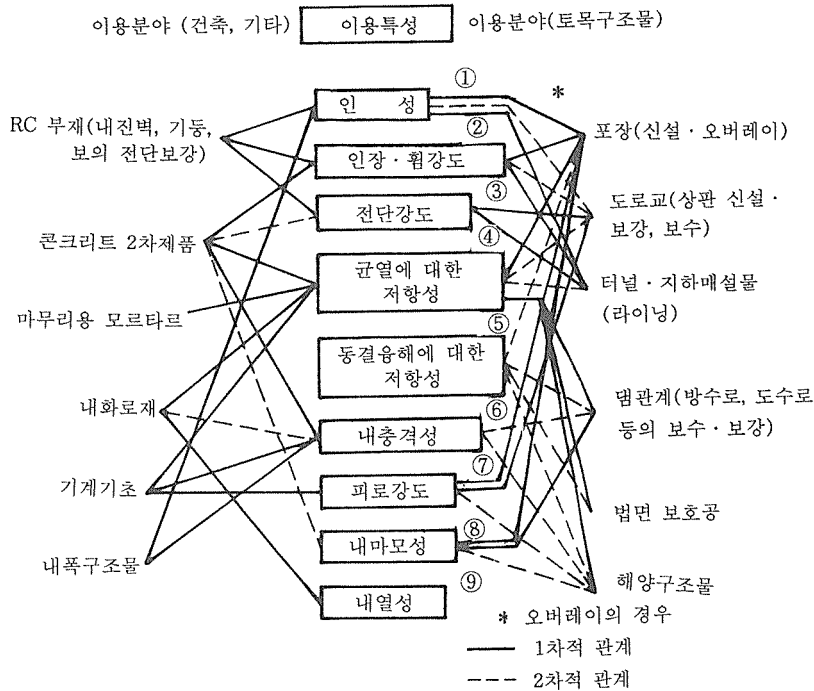 이용분야 (건축, 기타)
이용특성
이용분야(토목구조물)
①
*
인 성
②
RC 부재(내진벽, 기둥,
보의 전단보강)
포장(신설·오버레이)
인장·휨강도
③
전단강도
도로교(상판 신설·
보강, 보수)
④
콘크리트 2차제품
균열에 대한
저항성
터널·지하매설물
(라이닝)
마무리용 모르타르
⑤
동결융해에 대한
저항성
내화로재
⑥
댐관계(방수로, 도수로
등의 보수·보강)
내충격성
⑦
기계기초
피로강도
법면 보호공
⑧
내마모성
내폭구조물
⑨
해양구조물
내열성
* 오버레이의 경우
1차적 관계
2차적 관계